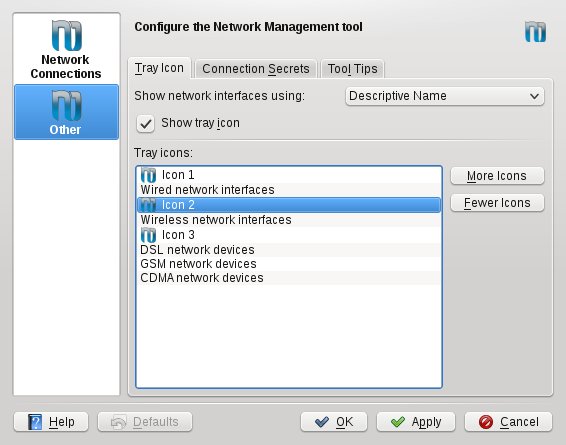 Configure the Network Management tool
Network
Connections
Other
Tray Icon
Connection Secrets
Tool Tips
Show network interfaces using:
Descriptive Name
Show tray icon
Tray icons:
Icon 1
Wired network interfaces
Icon 2
Wireless network interfaces
Icon 3
DSL network devices
GSM network devices
CDMA network devices
More Icons
Fewer Icons
Help
Defaults
OK
Apply
Cancel